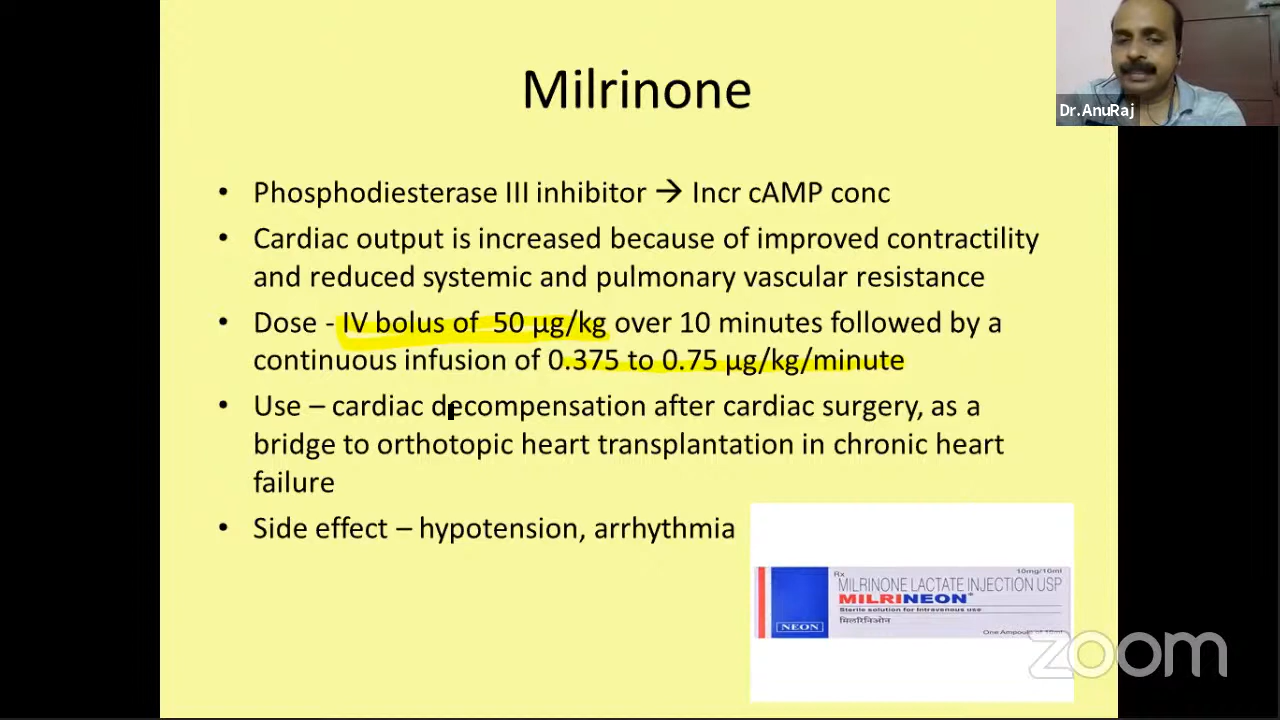 Milrinone
Dr.AnuRaj
• Phosphodiesterase III inhibitor → Incr cAMP conc
• Cardiac output is increased because of improved contractility
and reduced systemic and pulmonary vascular resistance
• Dose - IV bolus of 50 µg/kg over 10 minutes followed by a
continuous infusion of 0.375 to 0.75 µg/kg/minute
• Use – cardiac decompensation after cardiac surgery, as a
bridge to orthotopic heart transplantation in chronic heart
failure
• Side effect – hypotension, arrhythmia
Rx
10mg/10ml
MILRINONE LACTATE INJECTION USP
MILRINEON®
Sterile solution for Intravenous use
मिलरिनिओन
NEON
One Ampoule of 10ml
zoom